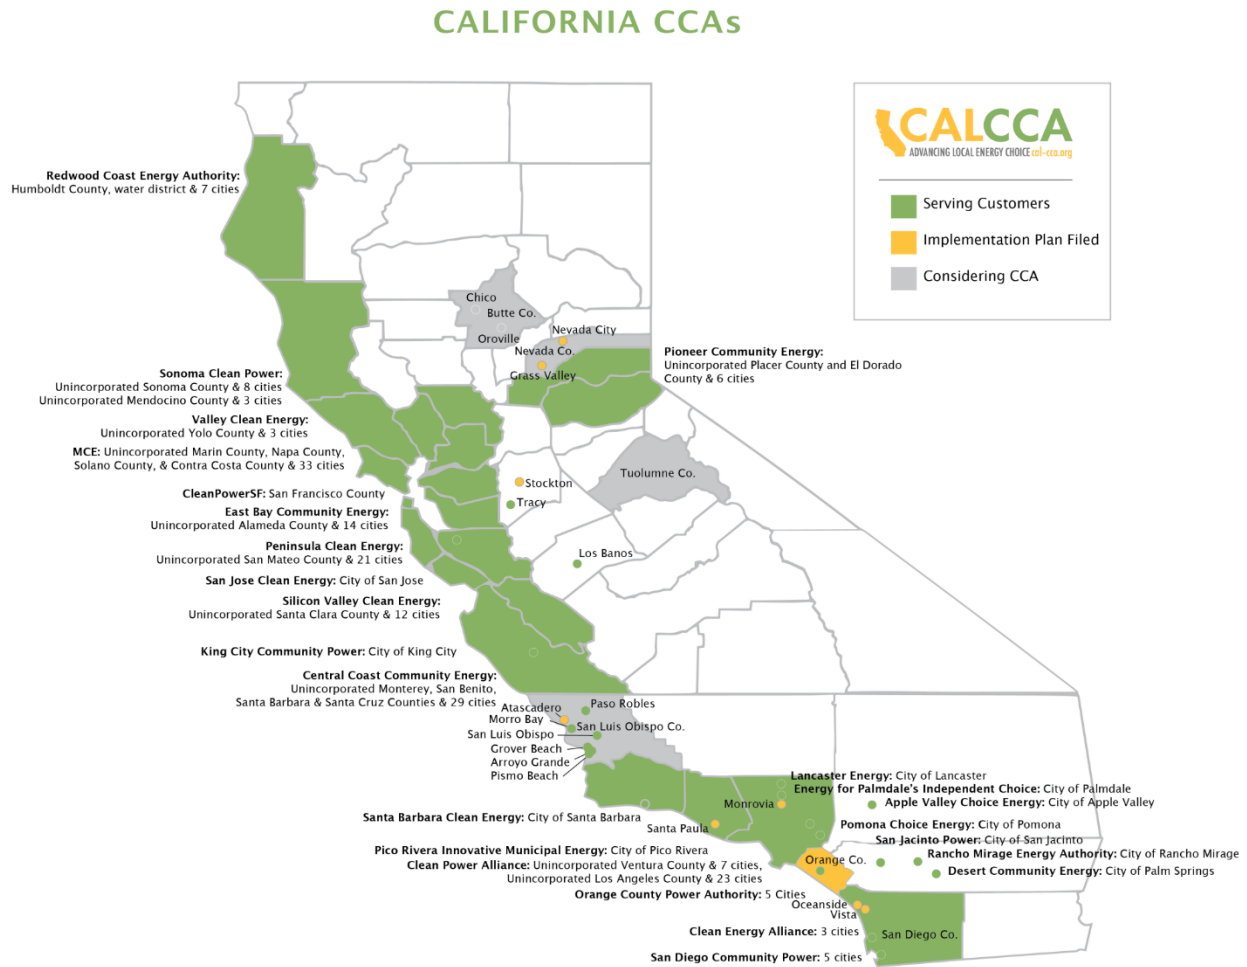 CALIFORNIA CCAs
CALCCA
ADVANCING LOCAL ENERGY CHOICE cal-cca.org
Serving Customers
Implementation Plan Filed
Considering CCA
Redwood Coast Energy Authority:
Humboldt County, water district & 7 cities
Chico
Butte Co.
Oroville
Nevada City
Nevada Co.
Grass Valley
Pioneer Community Energy:
Unincorporated Placer County and El Dorado
County & 6 cities
Sonoma Clean Power:
Unincorporated Sonoma County & 8 cities
Unincorporated Mendocino County & 3 cities
Valley Clean Energy:
Unincorporated Yolo County & 3 cities
MCE: Unincorporated Marin County, Napa County,
Solano County, & Contra Costa County & 33 cities
Tuolumne Co.
Stockton
Tracy
CleanPowerSF: San Francisco County
East Bay Community Energy:
Unincorporated Alameda County & 14 cities
Peninsula Clean Energy:
Unincorporated San Mateo County & 21 cities
Los Banos
San Jose Clean Energy: City of San Jose
Silicon Valley Clean Energy:
Unincorporated Santa Clara County & 12 cities
King City Community Power: City of King City
Central Coast Community Energy:
Unincorporated Monterey, San Benito,
Santa Barbara & Santa Cruz Counties & 29 cities
Atascadero
Paso Robles
Morro Bay
San Luis Obispo Co.
San Luis Obispo
Grover Beach
Arroyo Grande
Pismo Beach
Lancaster Energy: City of Lancaster
Energy for Palmdale's Independent Choice: City of Palmdale
Monrovia
Apple Valley Choice Energy: City of Apple Valley
Santa Barbara Clean Energy: City of Santa Barbara
Santa Paula
Pomona Choice Energy: City of Pomona
San Jacinto Power: City of San Jacinto
Pico Rivera Innovative Municipal Energy: City of Pico Rivera
Rancho Mirage Energy Authority: City of Rancho Mirage
Clean Power Alliance: Unincorporated Ventura County & 7 cities,
Unincorporated Los Angeles County & 23 cities
Orange Co.
Desert Community Energy: City of Palm Springs
Orange County Power Authority: 5 Cities
Oceanside
Vista
Clean Energy Alliance: 3 cities
San Diego Co.
San Diego Community Power: 5 cities